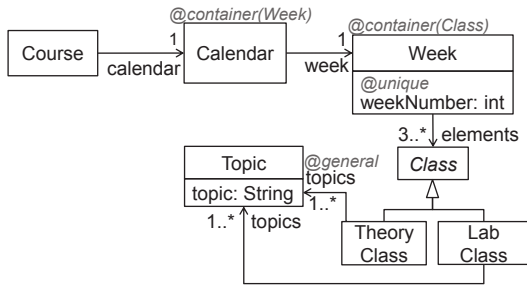 @container(Week)
@container(Class)
Course
1
calendar
Calendar
1
week
Week
@unique
weekNumber: int
3..* elements
Class
Topic
topic: String
@general
topics
1..*
1..* topics
Theory
Class
Lab
Class